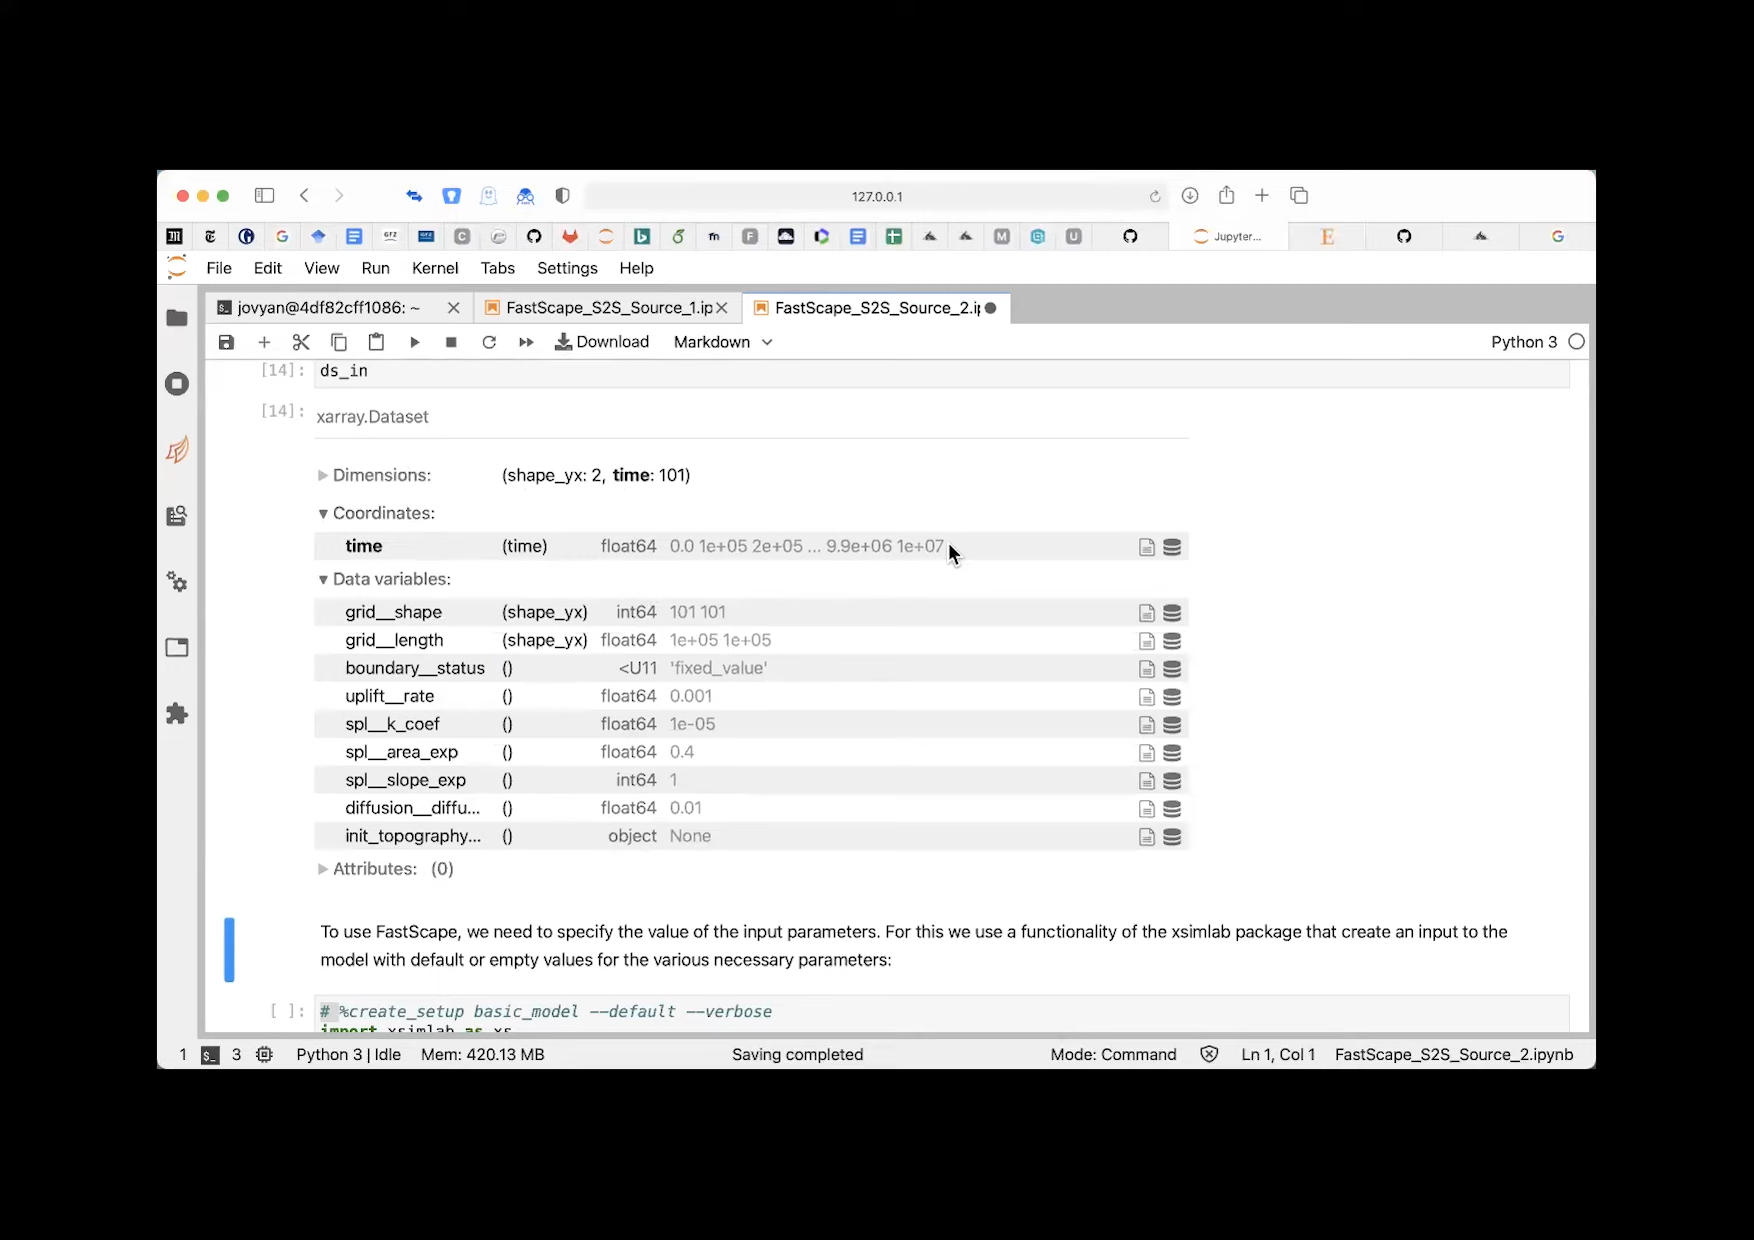 127.0.0.1
Jupyter...
File Edit View Run Kernel Tabs Settings Help
jovyan@4df82cff1086: ~
FastScape_S2S_Source_1.ip
FastScape_S2S_Source_2.ip
Download Markdown Python 3
[14]: ds_in
[14]: xarray.Dataset
Dimensions: (shape_yx: 2, time: 101)
Coordinates:
time (time) float64 0.0 1e+05 2e+05 ... 9.9e+06 1e+07
Data variables:
grid__shape (shape_yx) int64 101 101
grid__length (shape_yx) float64 1e+05 1e+05
boundary__status () <U11 'fixed_value'
uplift__rate () float64 0.001
spl__k_coef () float64 1e-05
spl__area_exp () float64 0.4
spl__slope_exp () int64 1
diffusion__diffu... () float64 0.01
init_topography... () object None
Attributes: (0)
To use FastScape, we need to specify the value of the input parameters. For this we use a functionality of the xsimlab package that create an input to the
model with default or empty values for the various necessary parameters:
[ ]: # %create_setup basic_model --default --verbose
import xsimlab as xs
1 3 Python 3 | Idle Mem: 420.13 MB Saving completed Mode: Command Ln 1, Col 1 FastScape_S2S_Source_2.ipynb